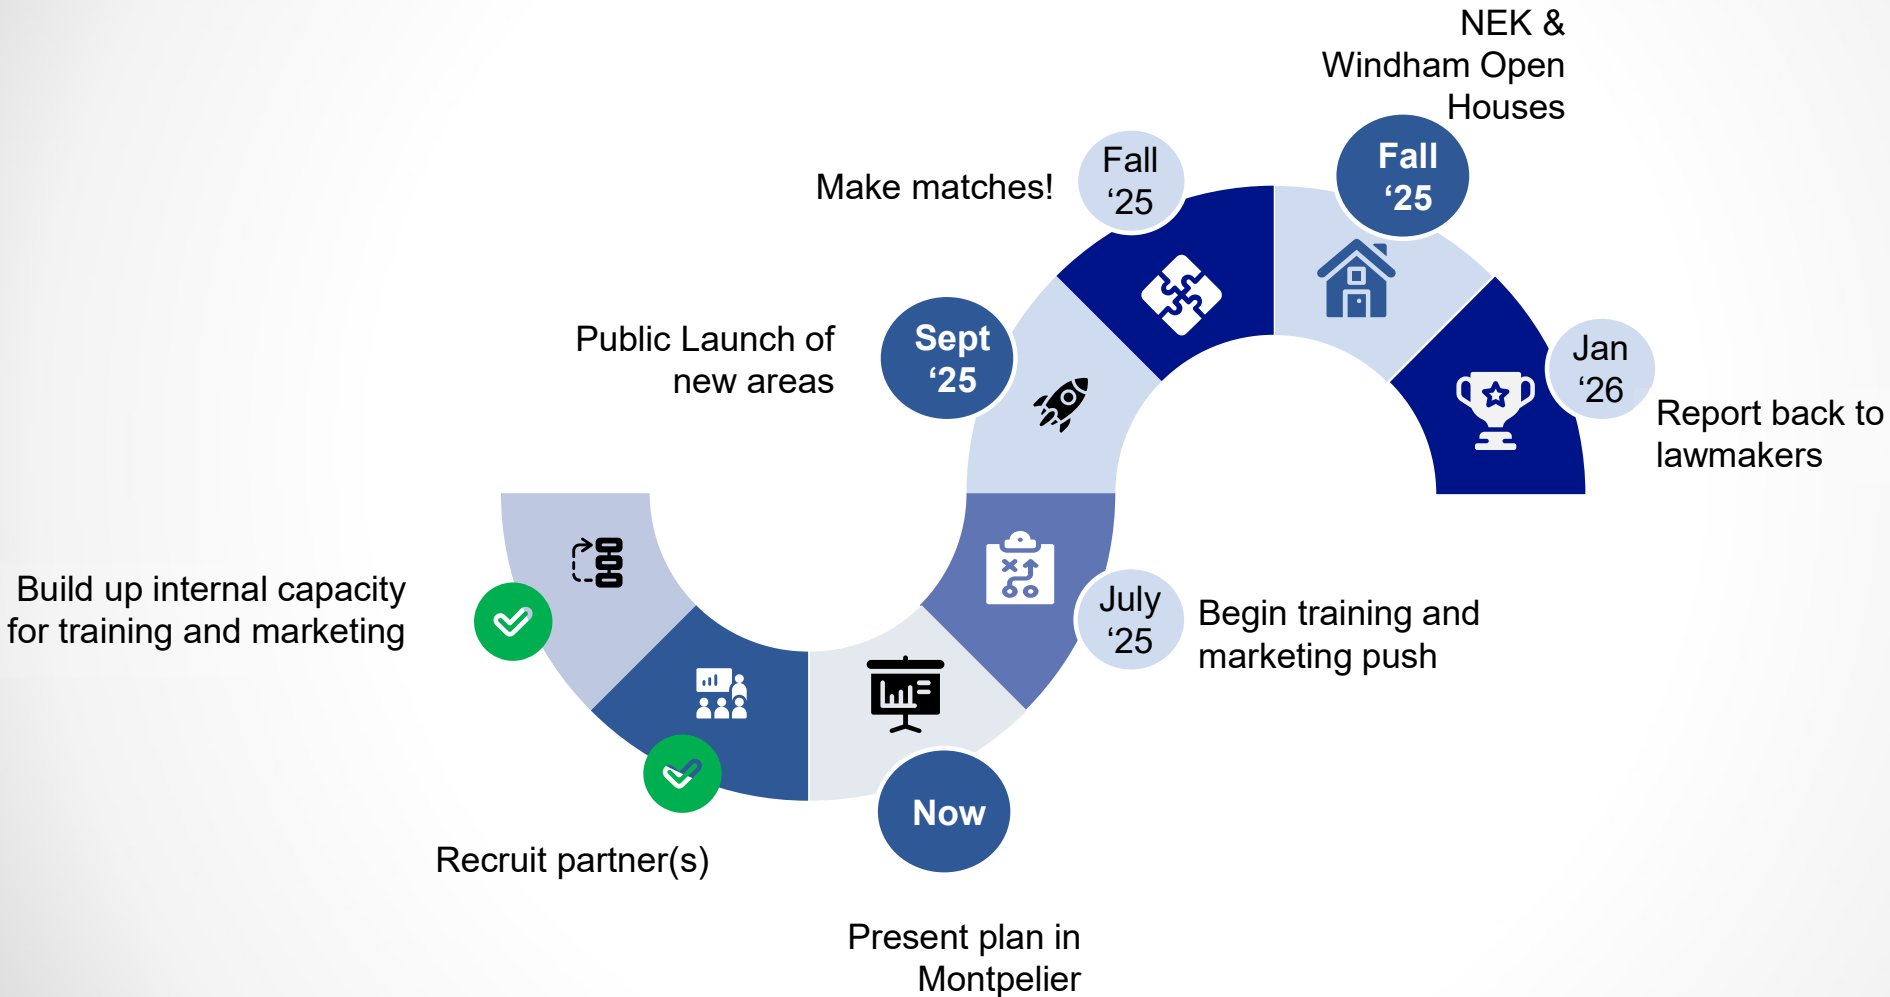 Build up internal capacity
for training and marketing
Recruit partner(s)
Now
Present plan in
Montpelier
July
‘25
Begin training and
marketing push
Sept
‘25
Public Launch of
new areas
Fall
‘25
Make matches!
Fall
‘25
NEK &
Windham Open
Houses
Jan
‘26
Report back to
lawmakers